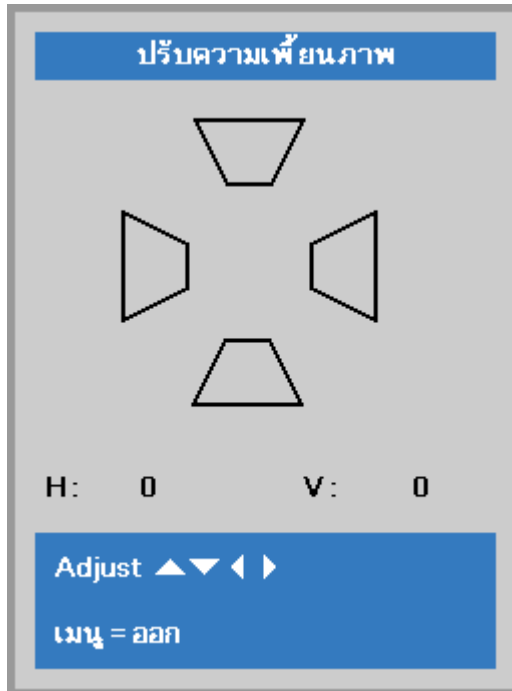 ปรับความเพี้ยนภาพ
H: 0 V: 0
Adjust ▲▼◀▶
เมนู = ออก